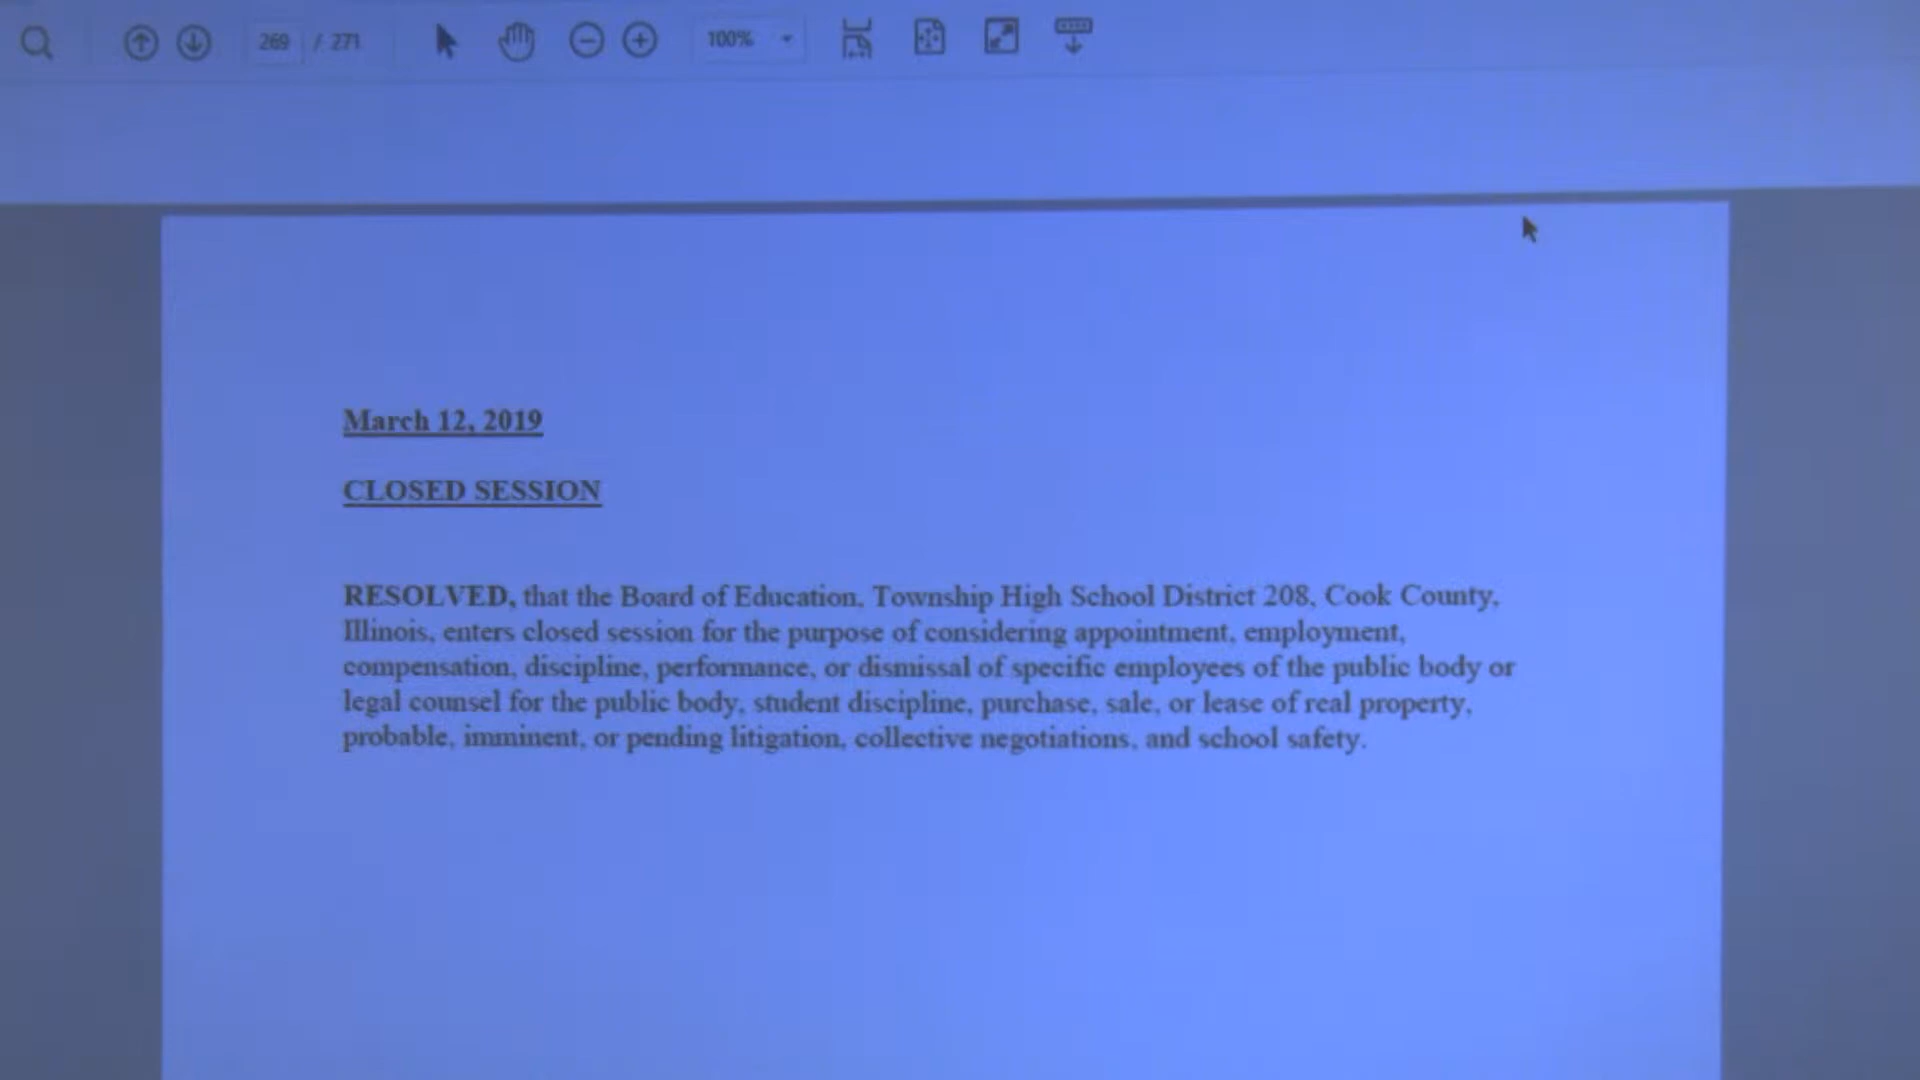 269 / 271
100%
March 12, 2019
CLOSED SESSION
RESOLVED, that the Board of Education, Township High School District 208, Cook County,
Illinois, enters closed session for the purpose of considering appointment, employment,
compensation, discipline, performance, or dismissal of specific employees of the public body or
legal counsel for the public body, student discipline, purchase, sale, or lease of real property,
probable, imminent, or pending litigation, collective negotiations, and school safety.